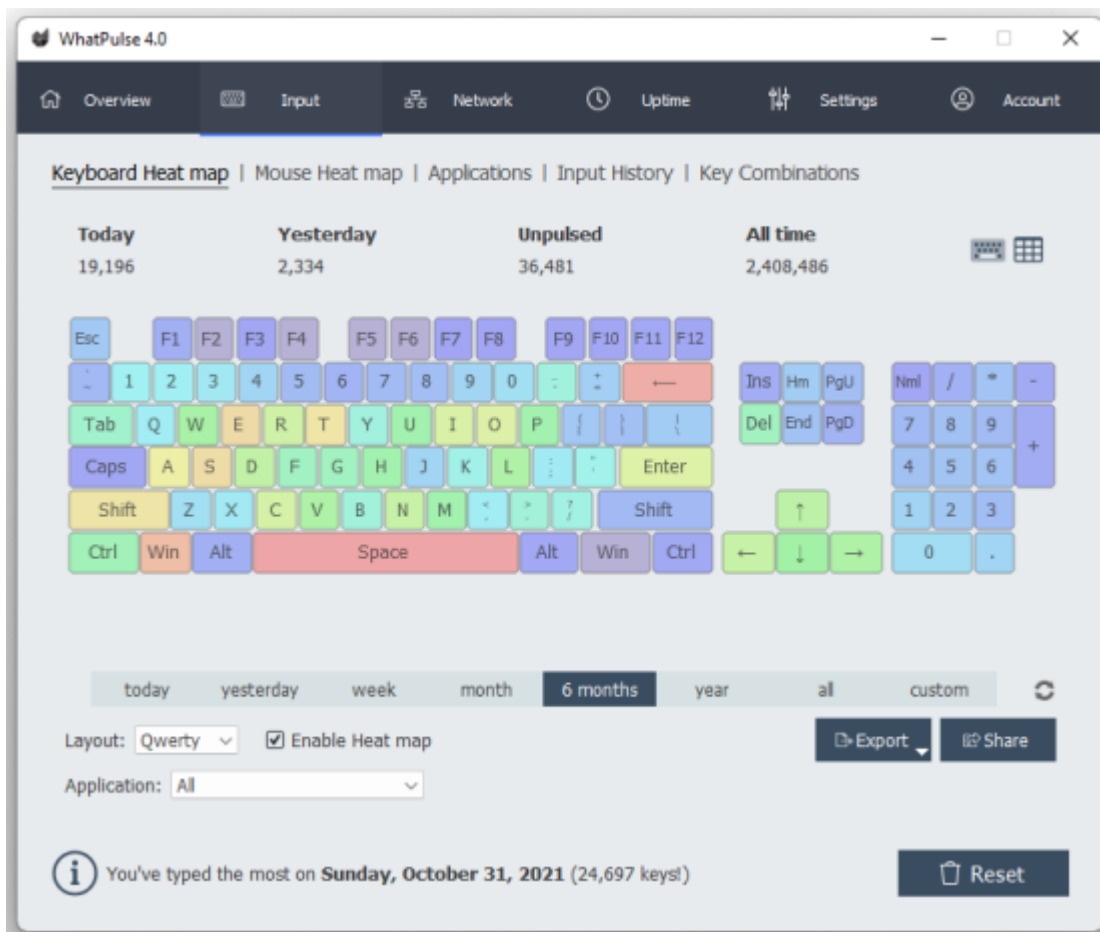 WhatPulse 4.0
Overview Input Network Uptime Settings Account
Keyboard Heat map | Mouse Heat map | Applications | Input History | Key Combinations
Today Yesterday Unpulsed All time
19,196 2,334 36,481 2,408,486
Esc F1 F2 F3 F4 F5 F6 F7 F8 F9 F10 F11 F12
1 2 3 4 5 6 7 8 9 0 ← Ins Hm PgU Nml / * -
Tab Q W E R T Y U I O P { } Del End PgD 7 8 9 +
Caps A S D F G H J K L Enter 4 5 6
Shift Z X C V B N M Shift ↑ 1 2 3
Ctrl Win Alt Space Alt Win Ctrl ← ↓ → 0 .
today yesterday week month 6 months year all custom
Layout: Qwerty Enable Heat map Export Share
Application: All
You've typed the most on Sunday, October 31, 2021 (24,697 keys!)
Reset